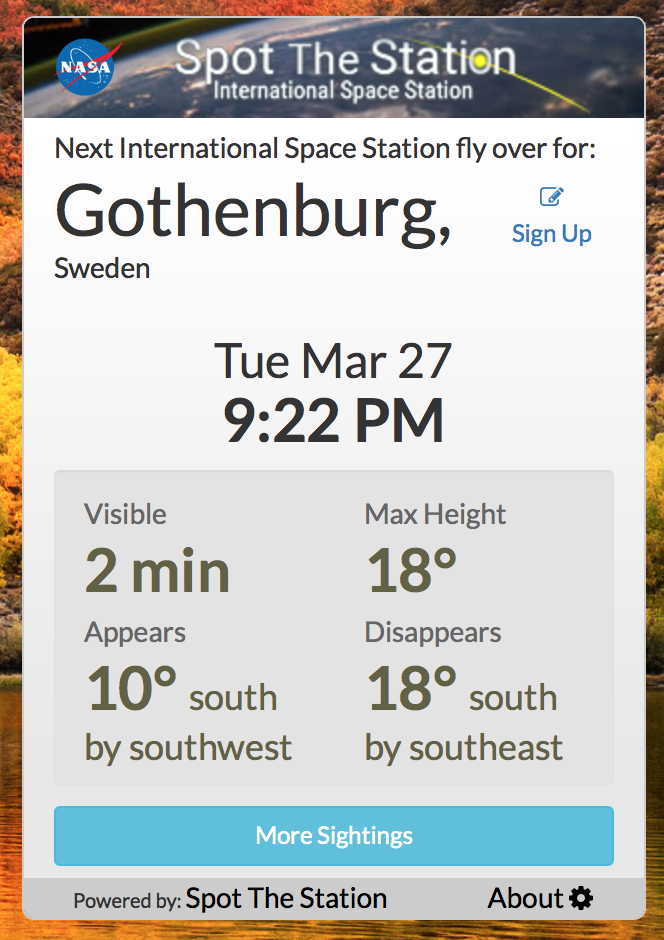 NASA
Spot The Station
International Space Station
Next International Space Station fly over for:
Gothenburg,
Sign Up
Sweden
Tue Mar 27
9:22 PM
Visible
2 min
Max Height
18°
Appears
10° south
by southwest
Disappears
18° south
by southeast
More Sightings
Powered by: Spot The Station
About